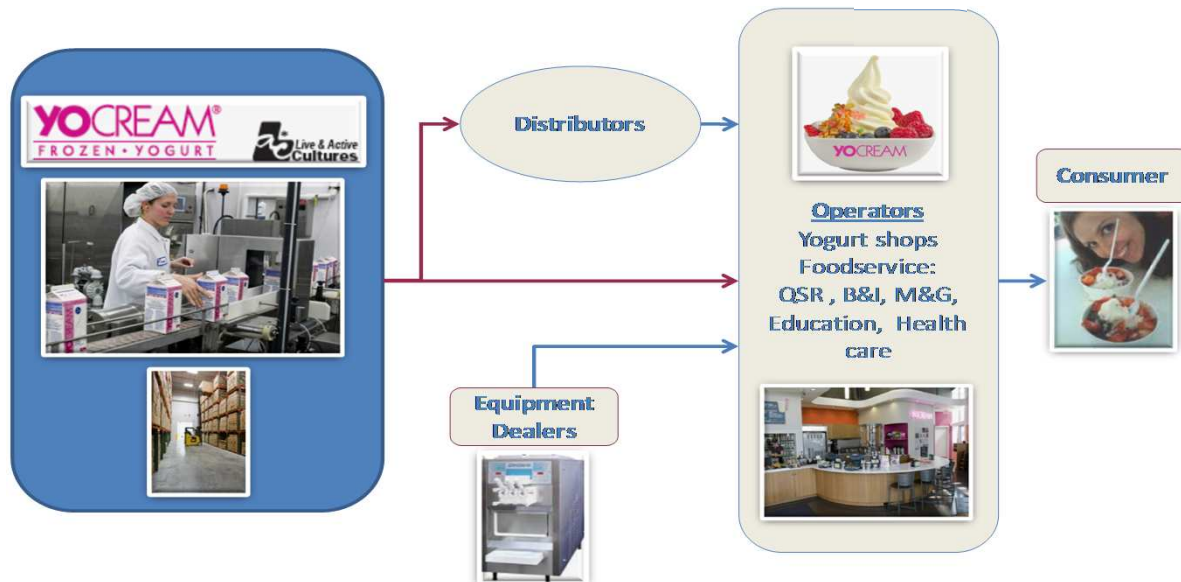 YOCREAM®
FROZEN • YOGURT
Live & Active
Cultures
Distributors
YOCREAM
Operators
Yogurt shops
Foodservice:
QSR , B&I, M&G,
Education, Health
care
Consumer
Equipment
Dealers